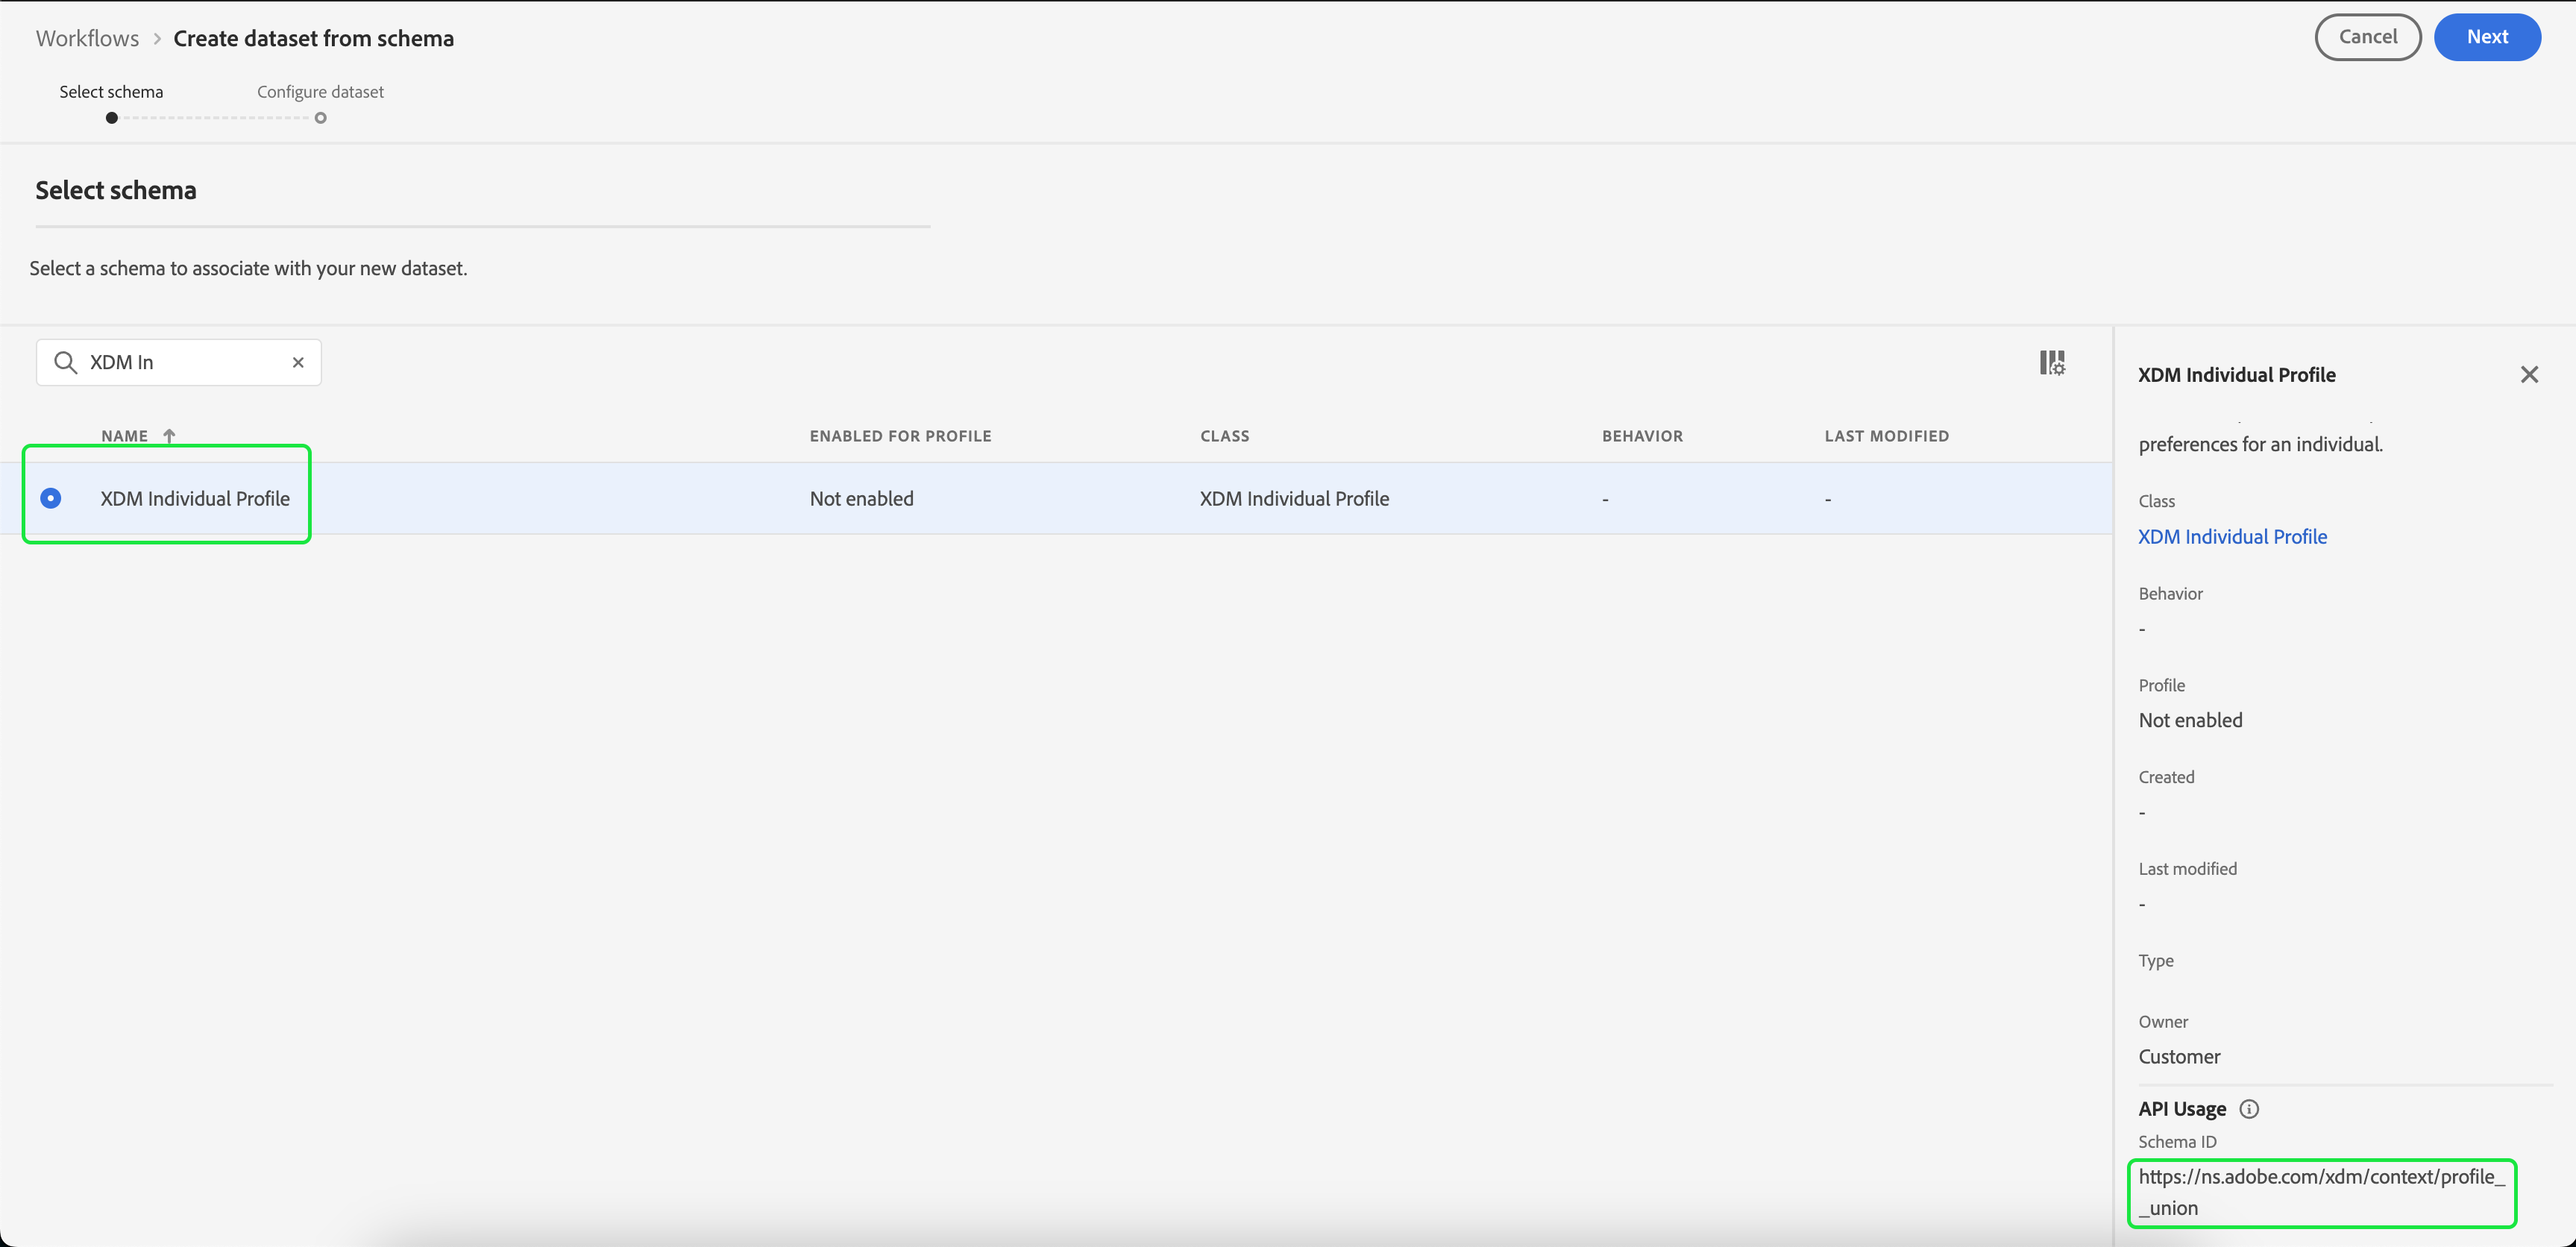 Workflows > Create dataset from schema
Cancel
Next
Select schema
Configure dataset
Select schema
Select a schema to associate with your new dataset.
XDM In
NAME
ENABLED FOR PROFILE
CLASS
BEHAVIOR
LAST MODIFIED
XDM Individual Profile
Not enabled
XDM Individual Profile
-
-
XDM Individual Profile
preferences for an individual.
Class
XDM Individual Profile
Behavior
-
Profile
Not enabled
Created
-
Last modified
-
Type
Owner
Customer
API Usage
Schema ID
https://ns.adobe.com/xdm/context/profile_
_union